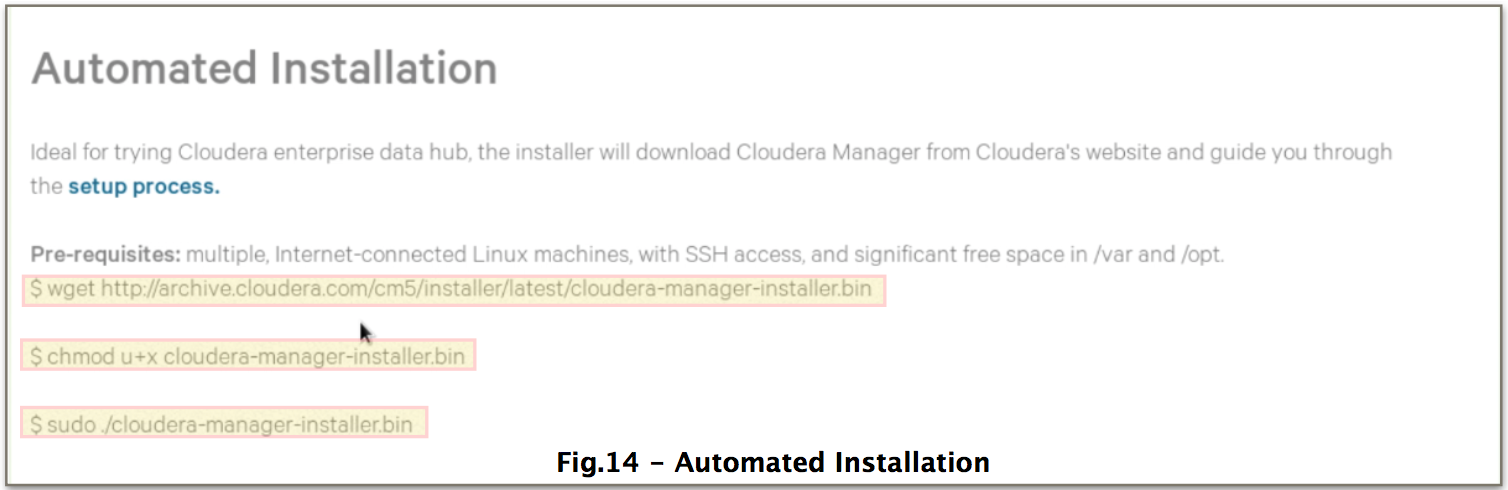 Automated Installation
Ideal for trying Cloudera enterprise data hub, the installer will download Cloudera Manager from Cloudera's website and guide you through
the setup process.
Pre-requisites: multiple, Internet-connected Linux machines, with SSH access, and significant free space in /var and /opt.
$ wget http://archive.cloudera.com/cm5/installer/latest/cloudera-manager-installer.bin
$ chmod u+x cloudera-manager-installer.bin
$ sudo ./cloudera-manager-installer.bin
Fig.14 – Automated Installation